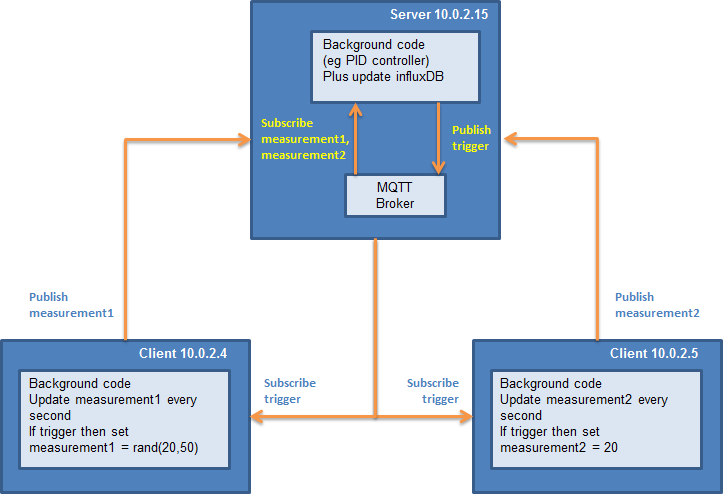 Server 10.0.2.15
Background code
(eg PID controller)
Plus update influxDB
Subscribe
measurement1,
measurement2
Publish
trigger
MQTT
Broker
Publish
measurement1
Publish
measurement2
Client 10.0.2.4
Background code
Update measurement1 every
second
If trigger then set
measurement1 = rand(20,50)
Subscribe
trigger
Subscribe
trigger
Client 10.0.2.5
Background code
Update measurement2 every
second
If trigger then set
measurement2 = 20